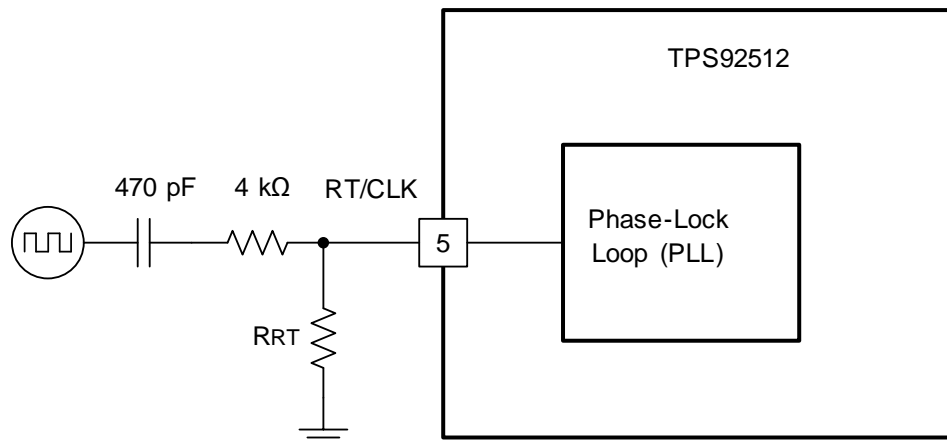 TPS92512
470 pF 4 kΩ RT/CLK
5
Phase-Lock
Loop (PLL)
RRT